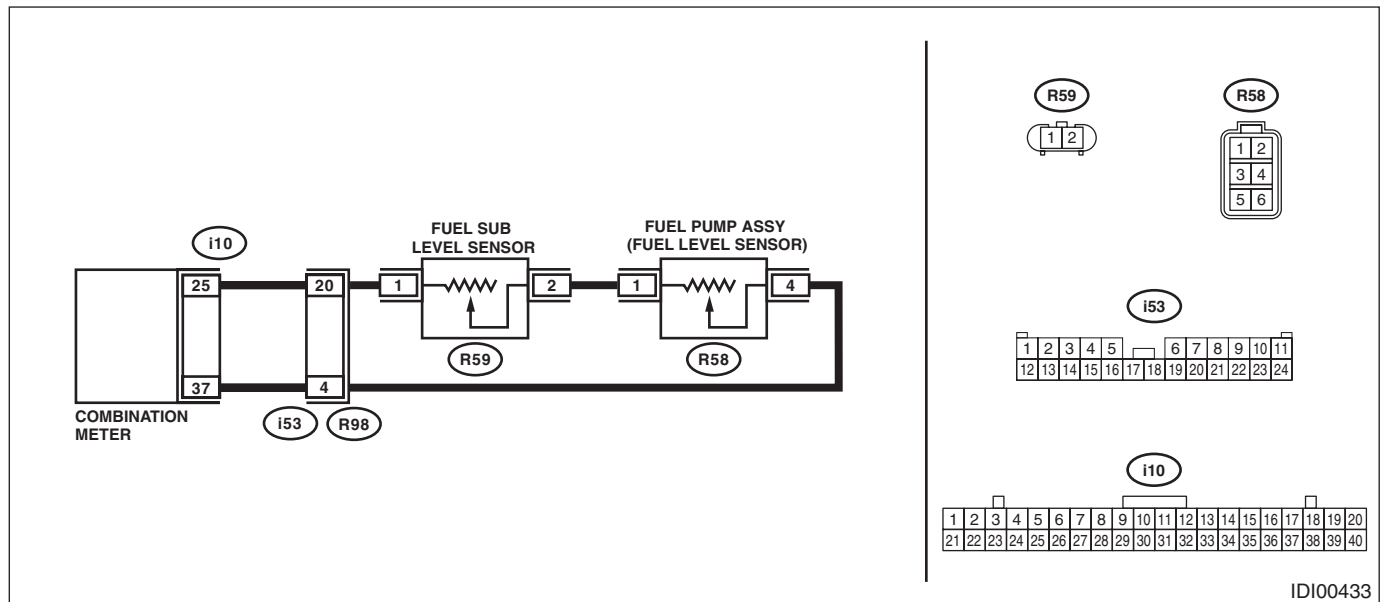 i10
25
37
COMBINATION
METER
20
4
i53 R98
FUEL SUB
LEVEL SENSOR
1 2
R59
FUEL PUMP ASSY
(FUEL LEVEL SENSOR)
1 4
R58
R59
1 2
R58
1 2
3 4
5 6
i53
1 2 3 4 5 6 7 8 9 10 11
12 13 14 15 16 17 18 19 20 21 22 23 24
i10
1 2 3 4 5 6 7 8 9 10 11 12 13 14 15 16 17 18 19 20
21 22 23 24 25 26 27 28 29 30 31 32 33 34 35 36 37 38 39 40
IDI00433